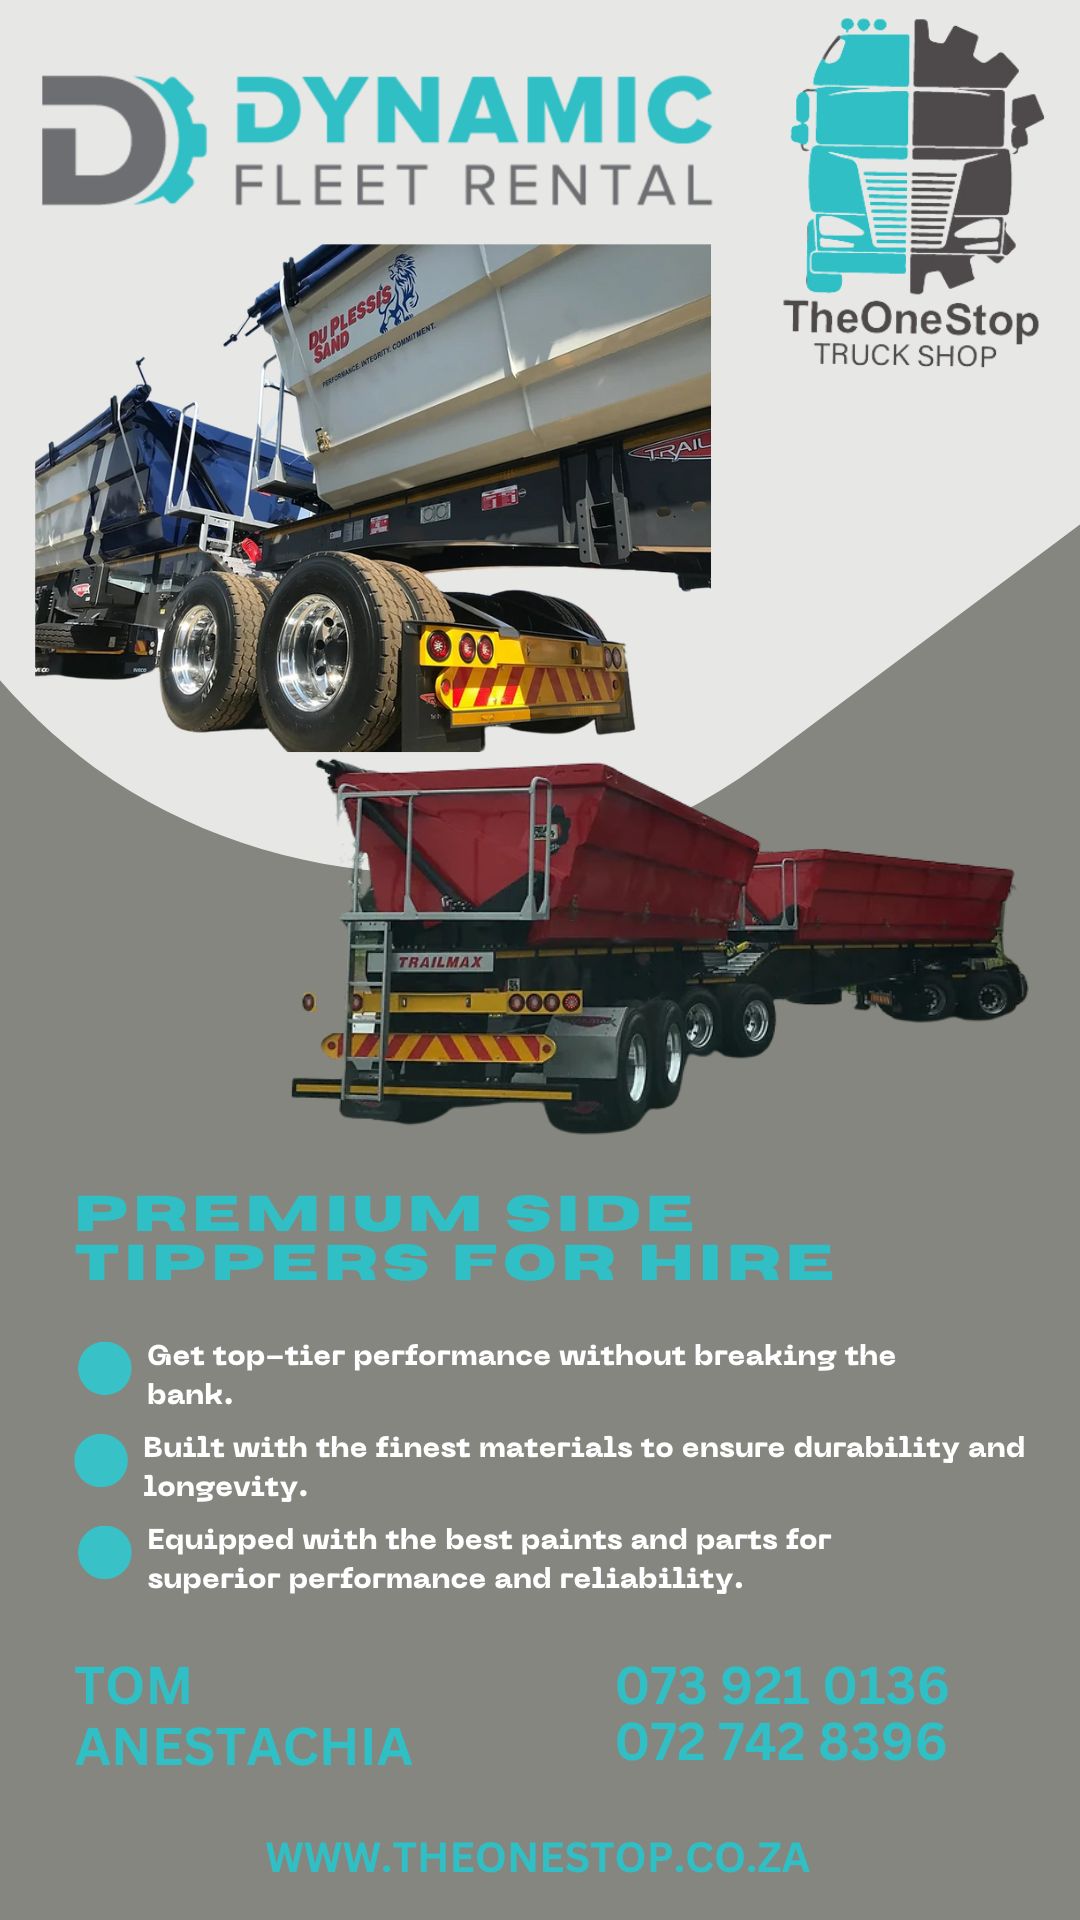 DYNAMIC
FLEET RENTAL
TheOneStop
TRUCK SHOP
DU PLESSIS
SAND
PERFORMANCE. INTEGRITY. COMMITMENT.
TRAIL
IVECO
TRAILMAX
PREMIUM SIDE
TIPPERS FOR HIRE
Get top-tier performance without breaking the
bank.
Built with the finest materials to ensure durability and
longevity.
Equipped with the best paints and parts for
superior performance and reliability.
TOM 073 921 0136
ANESTACHIA 072 742 8396
WWW.THEONESTOP.CO.ZA